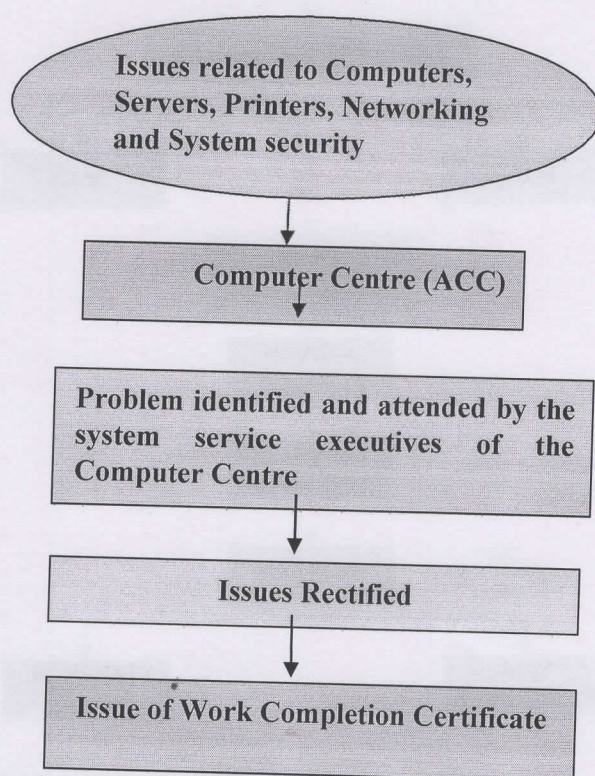 Issues related to Computers,
Servers, Printers, Networking
and System security
Computer Centre (ACC)
Problem identified and attended by the
system service executives of the
Computer Centre
Issues Rectified
Issue of Work Completion Certificate